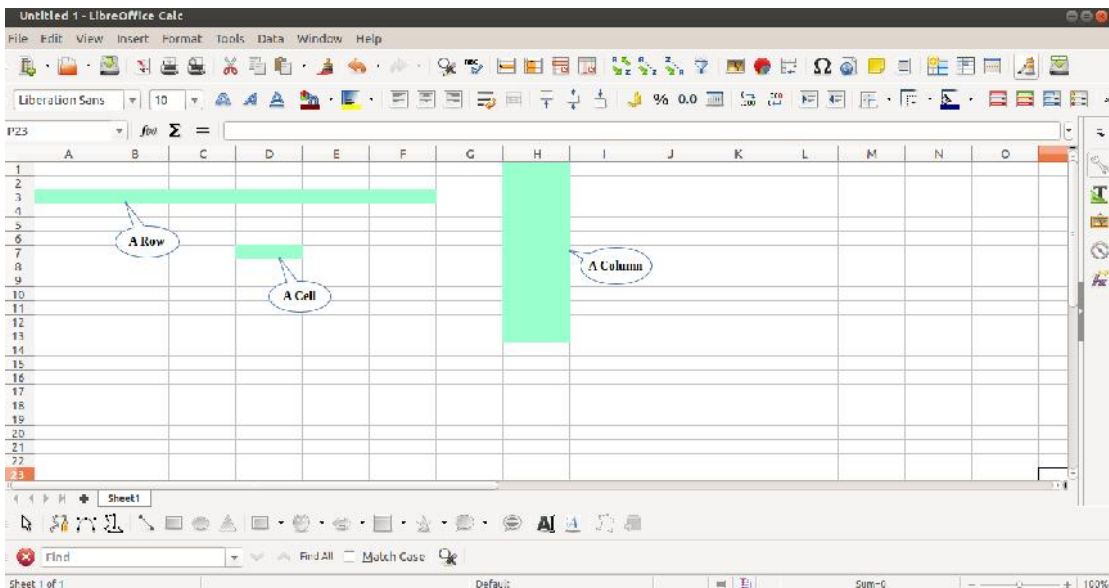 Untitled 1 - LibreOffice Calc
File Edit View Insert Format Tools Data Window Help
Liberation Sans 10 % 0.0
P23 f(x) Σ =
A B C D E F G H I J K L M N O
1
2
3
4
5
6
A Row
7
A Column
8
9
10
A Cell
11
12
13
14
15
16
17
18
19
20
21
22
23
Sheet1
Find Find All Match Case
Sheet 1 of 1 Default Sum=0 100%